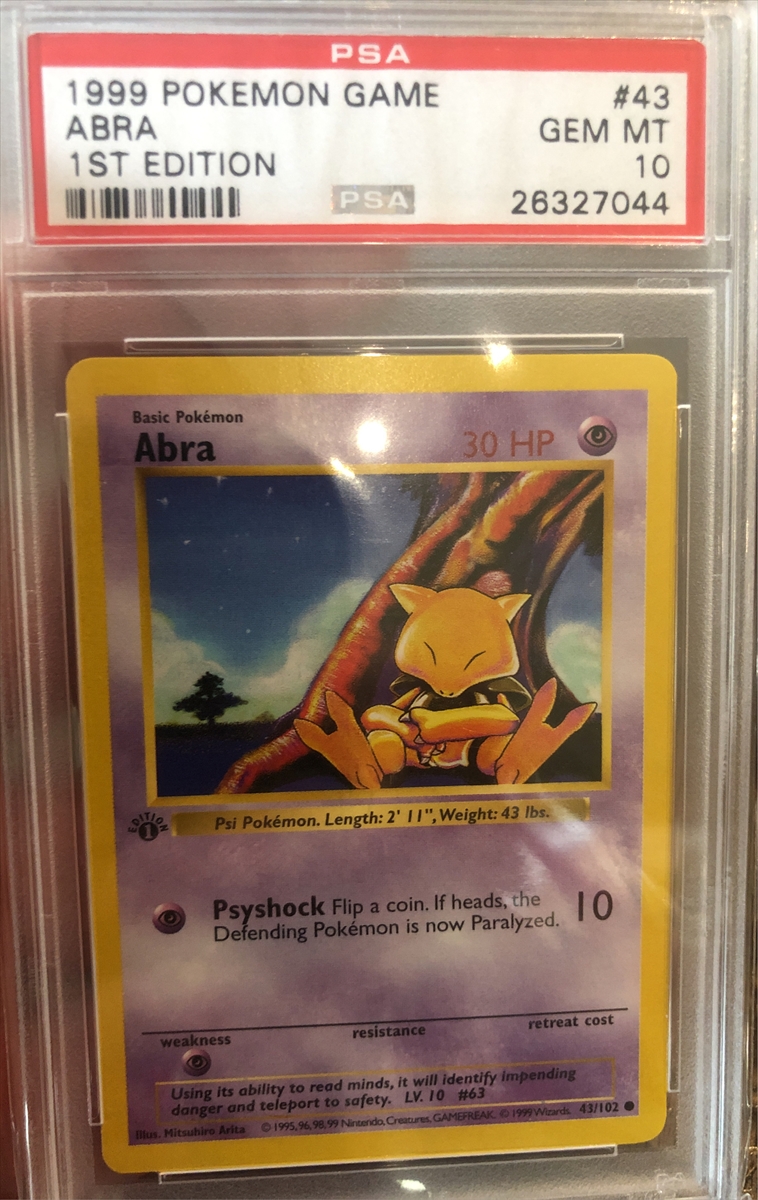 PSA
1999 POKEMON GAME #43
ABRA GEM MT
1ST EDITION 10
PSA 26327044
Basic Pokémon
Abra 30 HP
EDITION 1
Psi Pokémon. Length: 2' 11", Weight: 43 lbs.
Psyshock Flip a coin. If heads, the 10
Defending Pokémon is now Paralyzed.
weakness resistance retreat cost
Using its ability to read minds, it will identify impending
danger and teleport to safety. LV. 10 #63
Illus. Mitsuhiro Arita © 1995, 96, 98, 99 Nintendo, Creatures, GAMEFREAK. © 1999 Wizards. 43/102